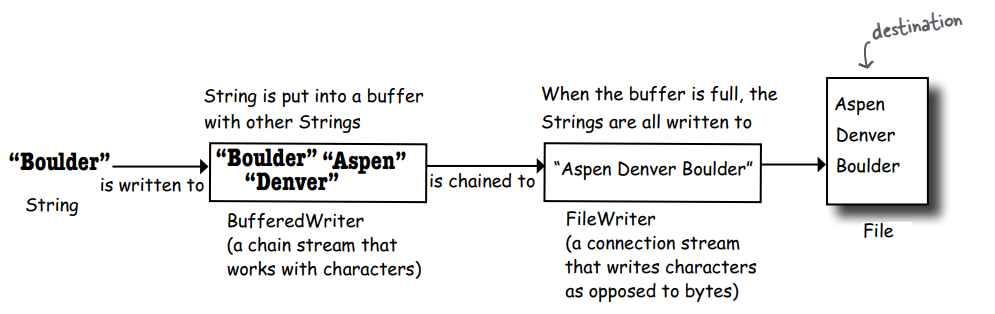 destination
String is put into a buffer
with other Strings
When the buffer is full, the
Strings are all written to
Aspen
Denver
Boulder
“Boulder”
is written to
String
“Boulder” “Aspen”
“Denver”
is chained to
“Aspen Denver Boulder”
BufferedWriter
(a chain stream that
works with characters)
FileWriter
(a connection stream
that writes characters
as opposed to bytes)
File